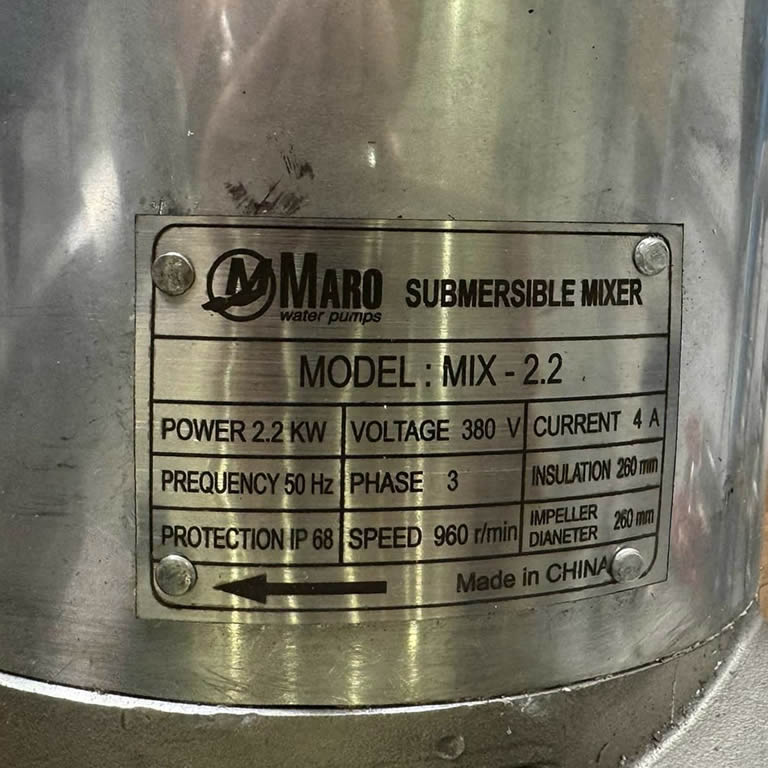 MARO
water pumps
SUBMERSIBLE MIXER
MODEL : MIX - 2.2
POWER 2.2 KW VOLTAGE 380 V CURRENT 4 A
PREQUENCY 50 Hz PHASE 3 INSULATION 260 mm
PROTECTION IP 68 SPEED 960 r/min IMPELLER DIANETER 260 mm
Made in CHINA